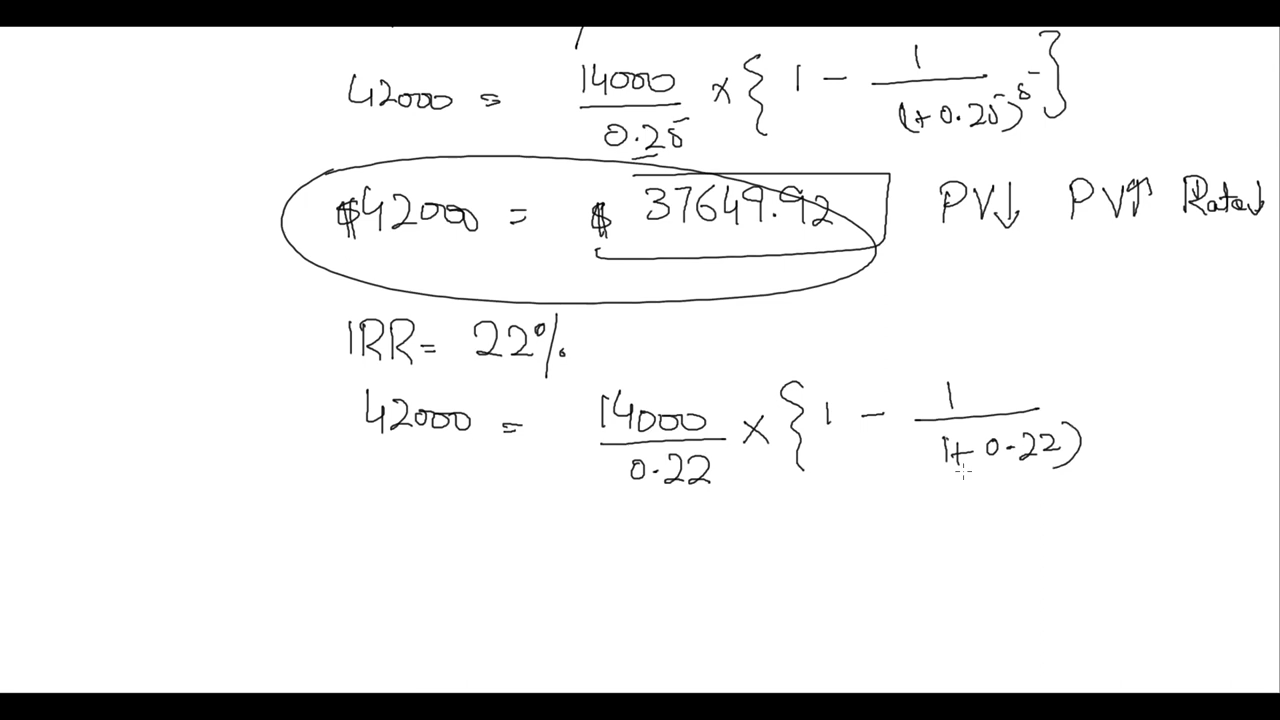 42000 = 14000 / 0.25 × { 1 - 1 / (1+0.25)^5 }
$42000 = $ 37649.92 PV↓ PV↑ Rate↓
IRR = 22%
42000 = 14000 / 0.22 × { 1 - 1 / 1+0.22)